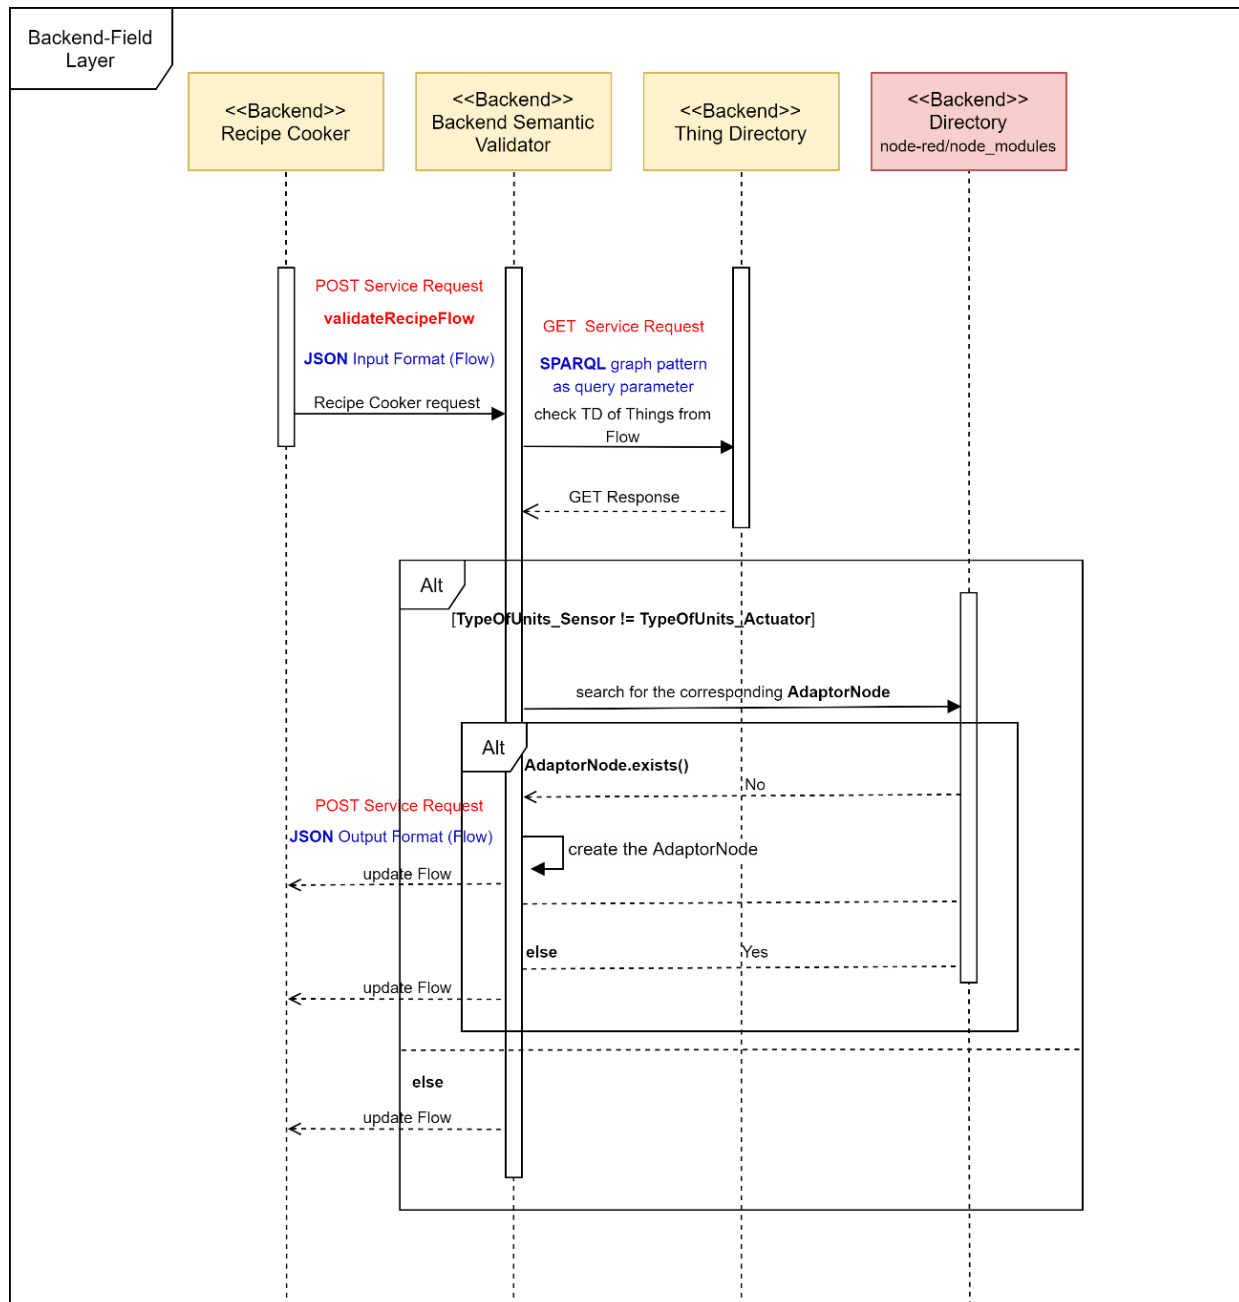 Backend-Field
Layer
<<Backend>>
Recipe Cooker
<<Backend>>
Backend Semantic
Validator
<<Backend>>
Thing Directory
<<Backend>>
Directory
node-red/node_modules
POST Service Request
validateRecipeFlow
JSON Input Format (Flow)
Recipe Cooker request
GET  Service Request
SPARQL graph pattern
as query parameter
check TD of Things from
Flow
GET Response
Alt
[TypeOfUnits_Sensor != TypeOfUnits_Actuator]
search for the corresponding AdaptorNode
Alt
AdaptorNode.exists()
No
POST Service Request
JSON Output Format (Flow)
create the AdaptorNode
update Flow
else
Yes
update Flow
else
update Flow